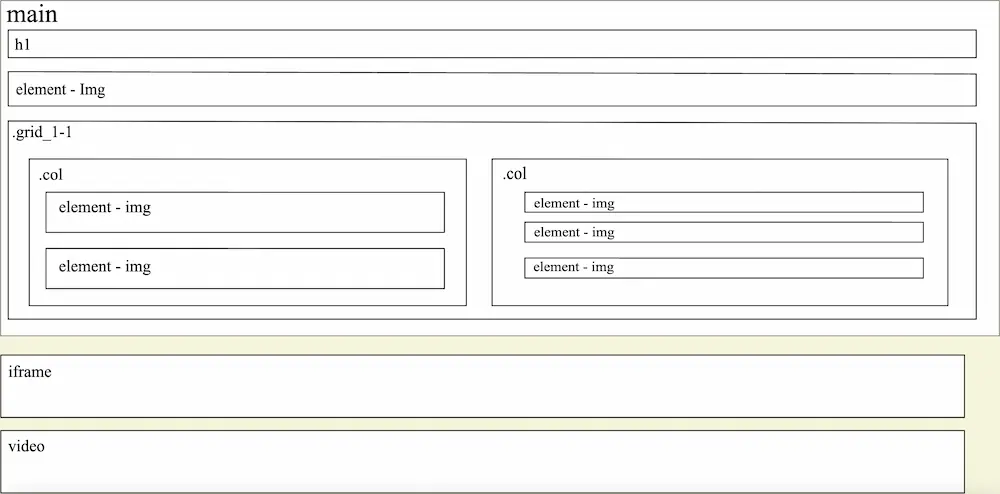 main
h1
element - Img
.grid_1-1
.col
element - img
element - img
.col
element - img
element - img
element - img
iframe
video